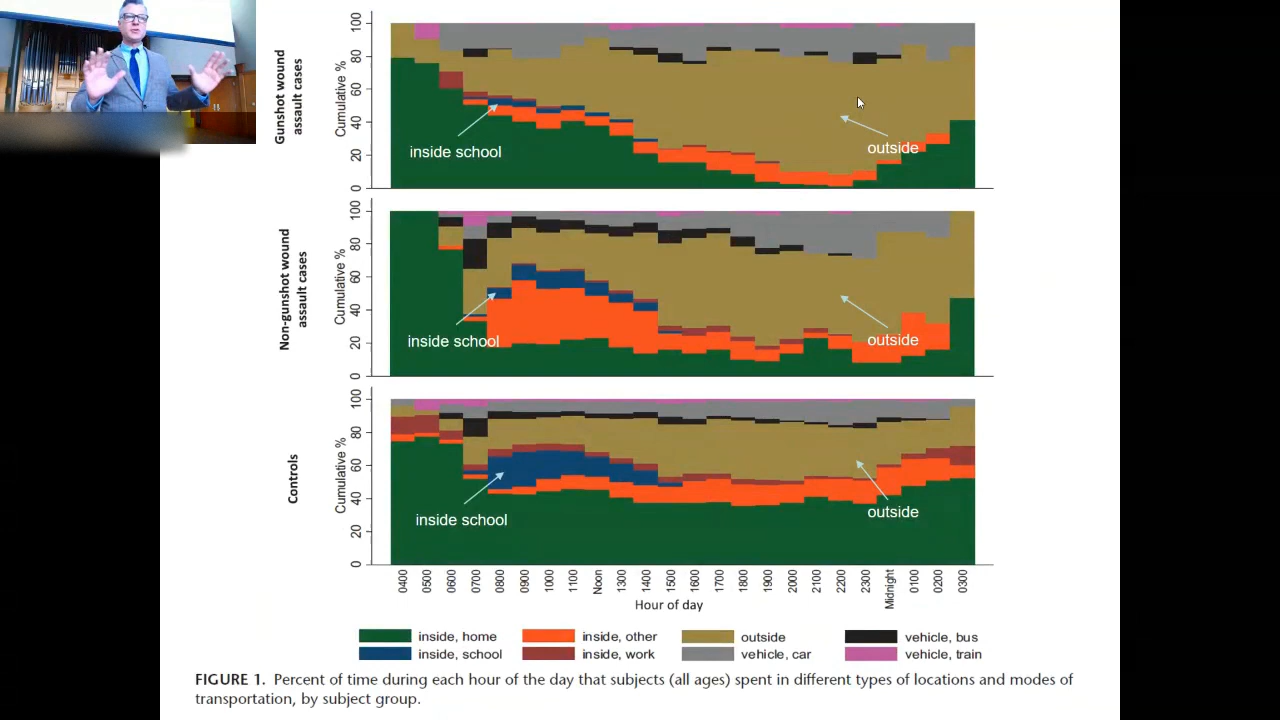 Gunshot wound
assault cases
Cumulative %
0 20 40 60 80 100
inside school
outside
Non-gunshot wound
assault cases
Cumulative %
0 20 40 60 80 100
inside school
outside
Controls
Cumulative %
0 20 40 60 80 100
inside school
outside
0400 0500 0600 0700 0800 0900 1000 1100 Noon 1300 1400 1500 1600 1700 1800 1900 2000 2100 2200 2300 Midnight 0100 0200 0300
Hour of day
inside, home inside, other outside vehicle, bus
inside, school inside, work vehicle, car vehicle, train
FIGURE 1. Percent of time during each hour of the day that subjects (all ages) spent in different types of locations and modes of
transportation, by subject group.